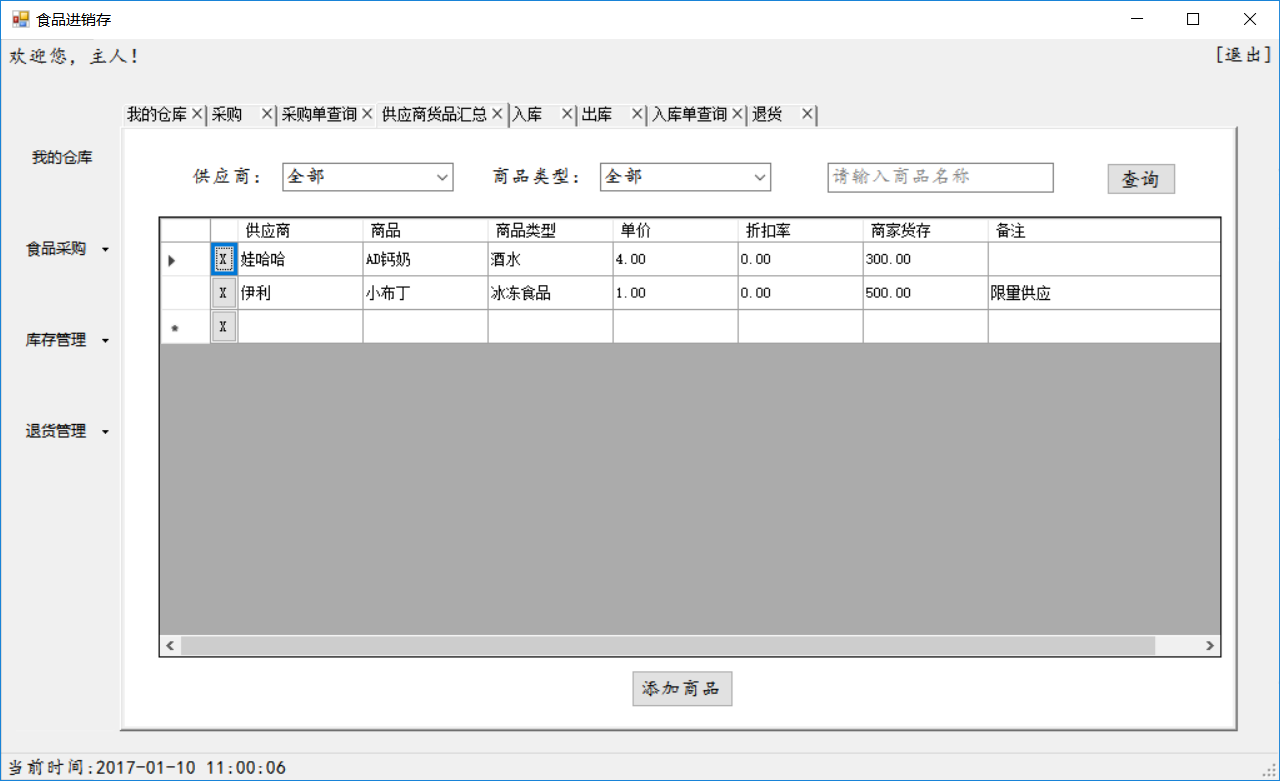 食品进销存
欢迎您，主人！ [退出]
我的仓库 采购 采购单查询 供应商货品汇总 入库 出库 入库单查询 退货
我的仓库
食品采购
库存管理
退货管理
供应商： 全部 商品类型： 全部 请输入商品名称 查询
供应商 商品 商品类型 单价 折扣率 商家货存 备注
X 娃哈哈 AD钙奶 酒水 4.00 0.00 300.00
X 伊利 小布丁 冰冻食品 1.00 0.00 500.00 限量供应
X
添加商品
当前时间:2017-01-10 11:00:06